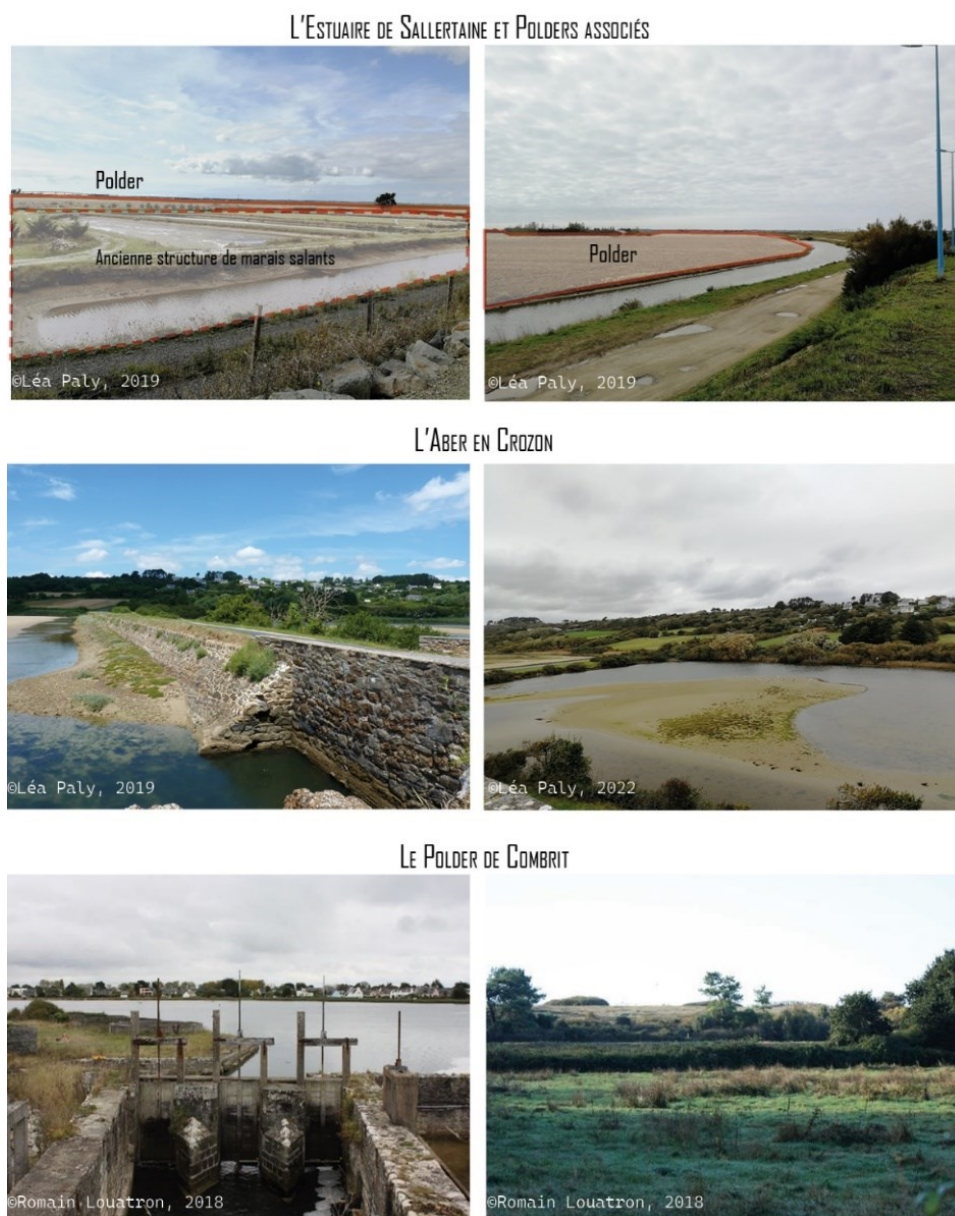 L'Estuaire de Sallertaine et Polders associés
Polder
Ancienne structure de marais salants
©Léa Paly, 2019
Polder
©Léa Paly, 2019
L'Aber en Crozon
©Léa Paly, 2019
©Léa Paly, 2022
Le Polder de Combrit
©Romain Louatron, 2018
©Romain Louatron, 2018